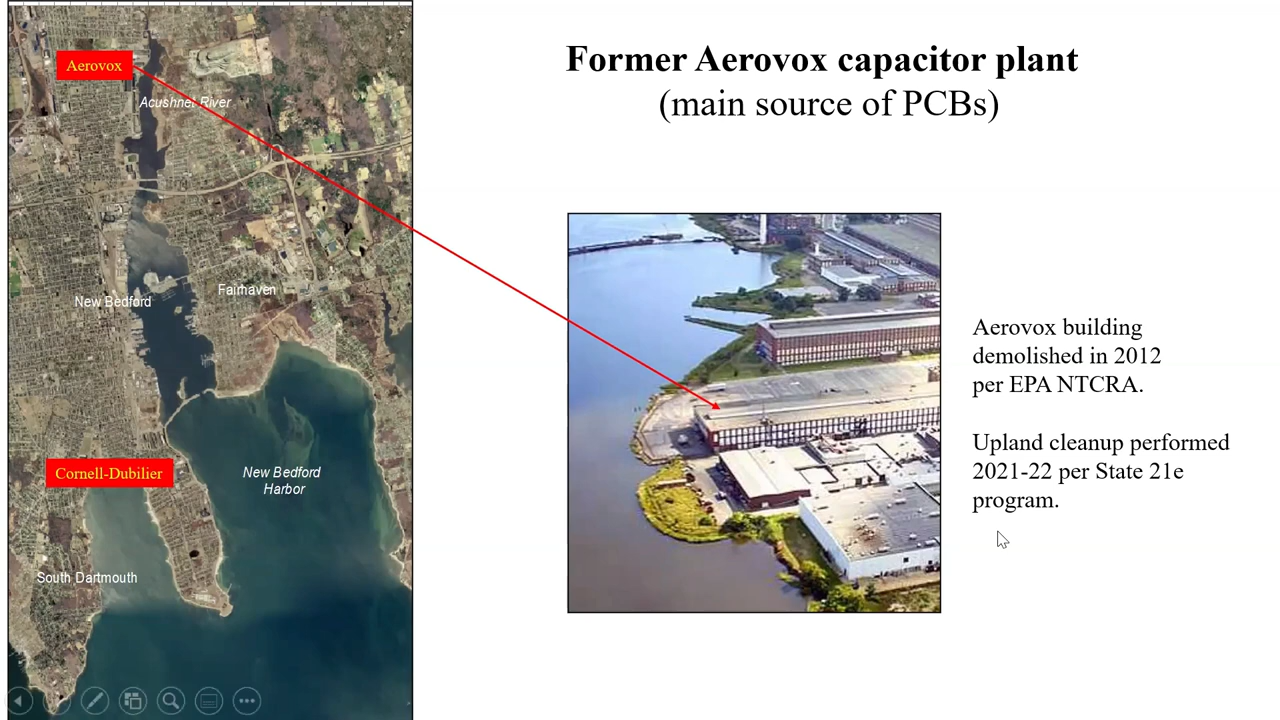 Former Aerovox capacitor plant
(main source of PCBs)
Aerovox
Acushnet River
New Bedford
Fairhaven
Cornell-Dubilier
New Bedford
Harbor
South Dartmouth
Aerovox building
demolished in 2012
per EPA NTCRA.
Upland cleanup performed
2021-22 per State 21e
program.